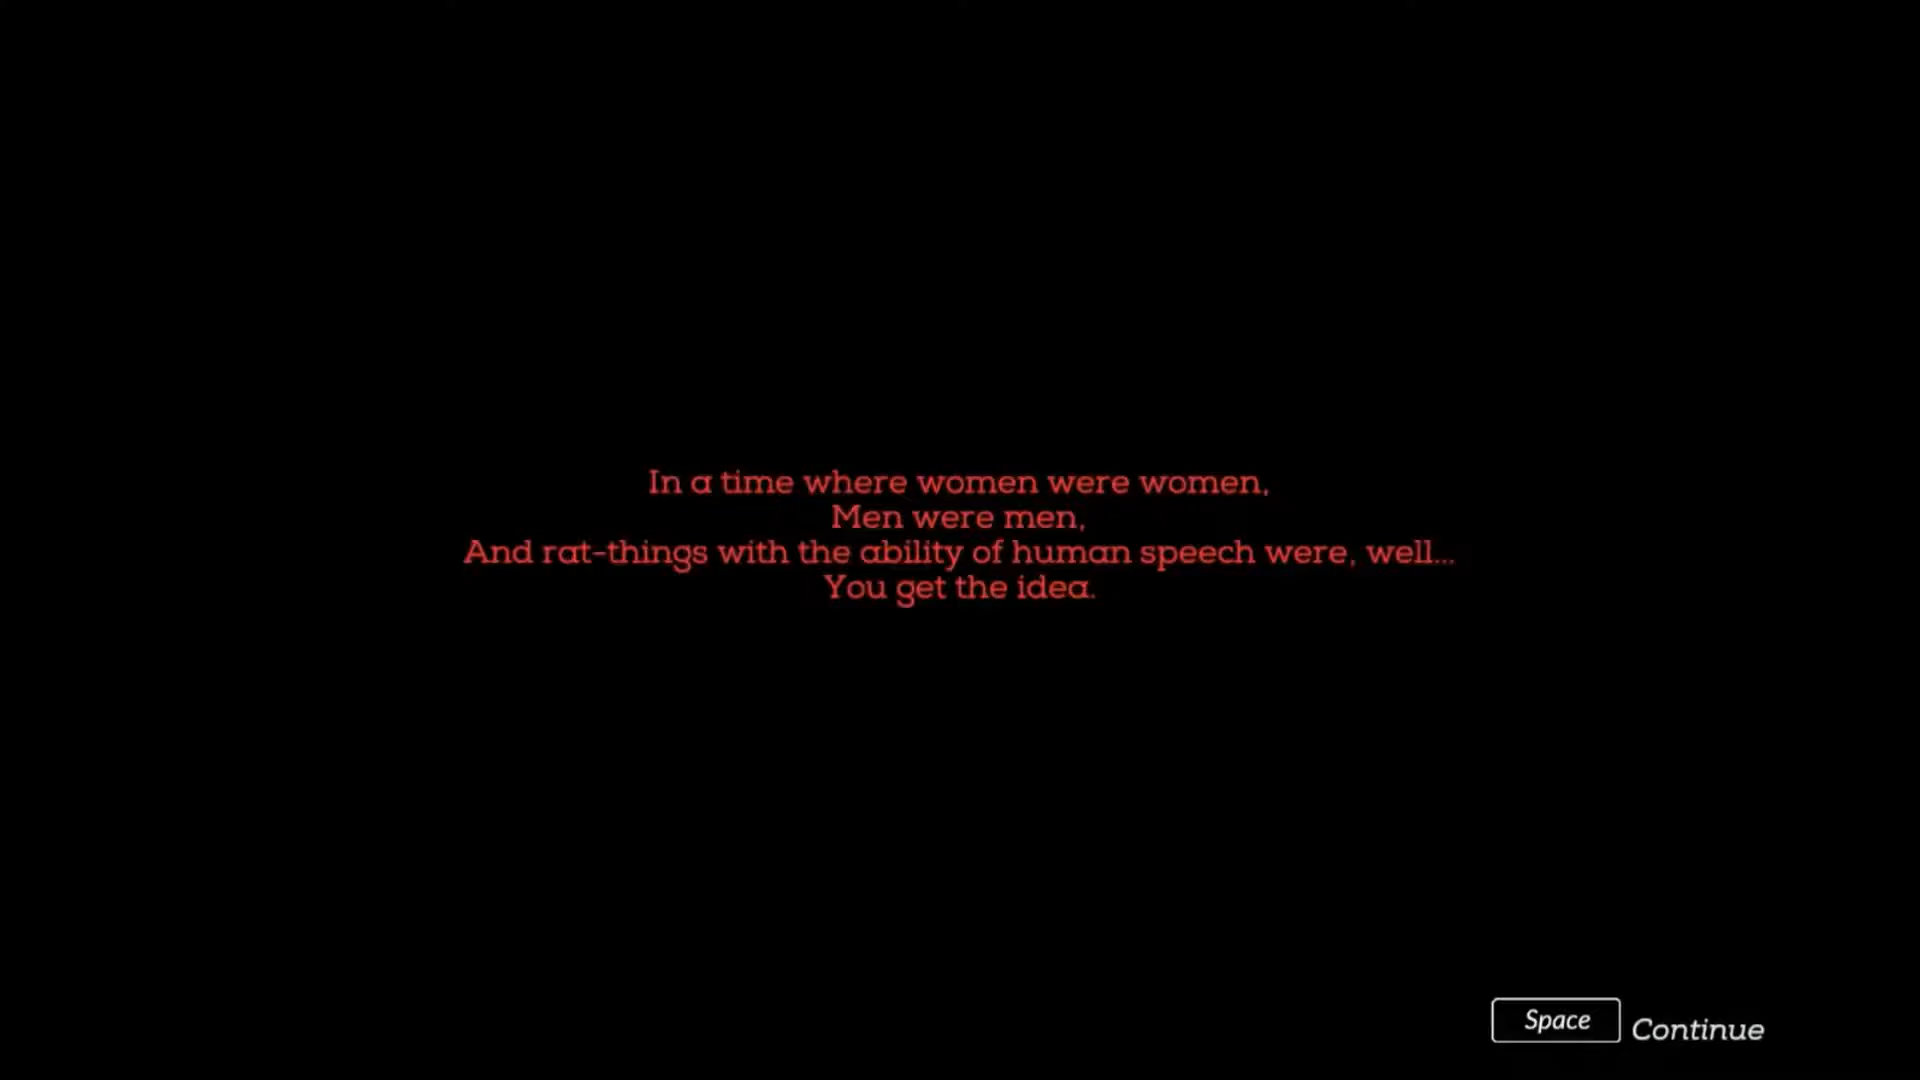 In a time where women were women,
Men were men,
And rat-things with the ability of human speech were, well...
You get the idea.
Space
Continue